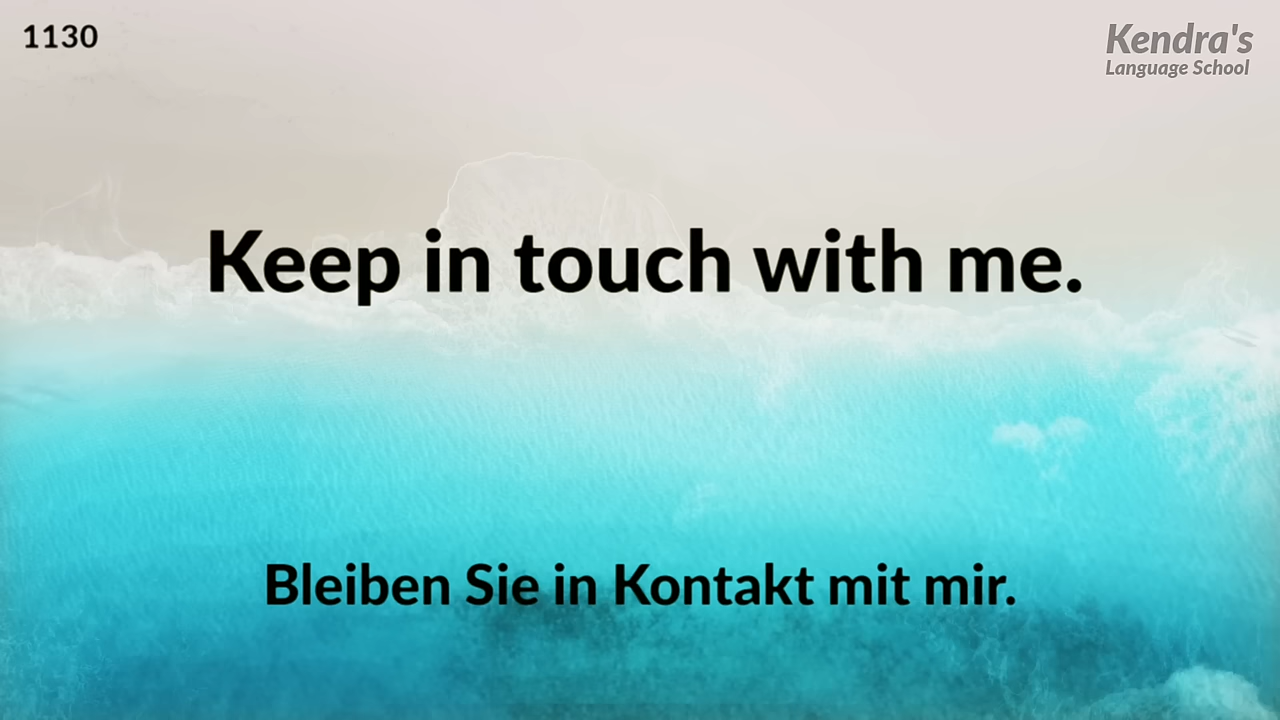 1130
Kendra's
Language School
Keep in touch with me.
Bleiben Sie in Kontakt mit mir.